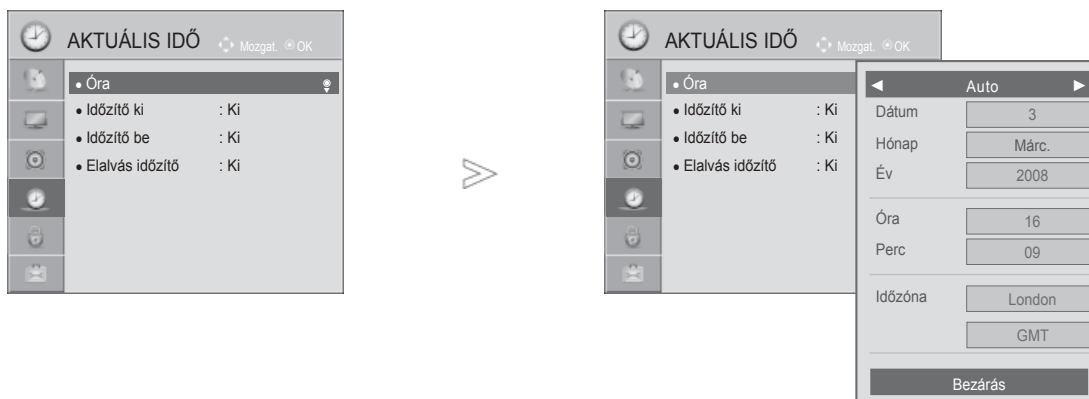 AKTUÁLIS IDŐ Mozgat. OK
• Óra
• Időzítő ki : Ki
• Időzítő be : Ki
• Elalvás időzítő : Ki
AKTUÁLIS IDŐ Mozgat. OK
• Óra
• Időzítő ki : Ki
• Időzítő be : Ki
• Elalvás időzítő : Ki
◄ Auto ►
Dátum 3
Hónap Márc.
Év 2008
Óra 16
Perc 09
Időzóna London
GMT
Bezárás